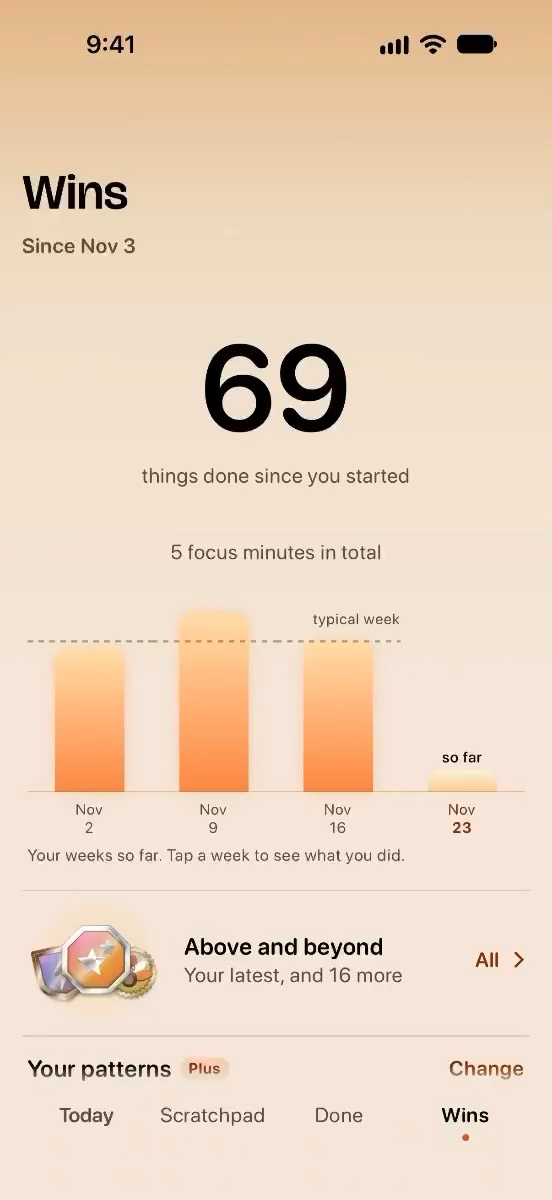 9:41
Wins
Since Nov 3
69
things done since you started
5 focus minutes in total
typical week
so far
Nov
2
Nov
9
Nov
16
Nov
23
Your weeks so far. Tap a week to see what you did.
Above and beyond
Your latest, and 16 more
All
Your patterns
Plus
Change
Today
Scratchpad
Done
Wins